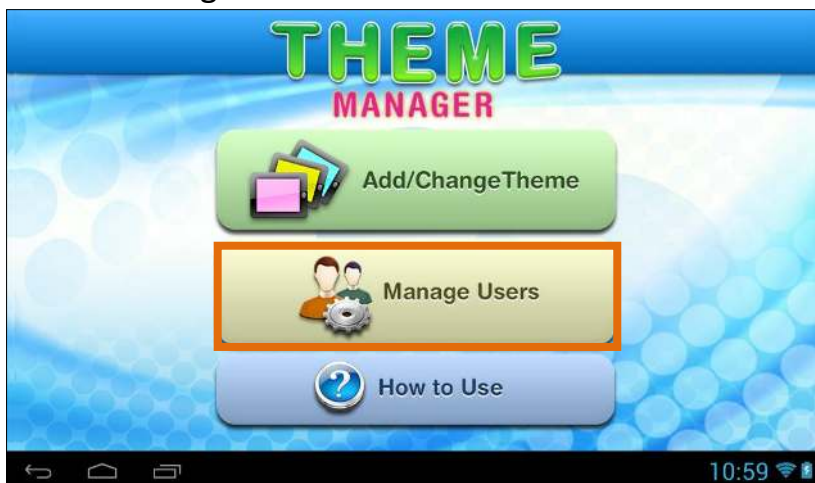 THEME
MANAGER
Add/ChangeTheme
Manage Users
How to Use
10:59